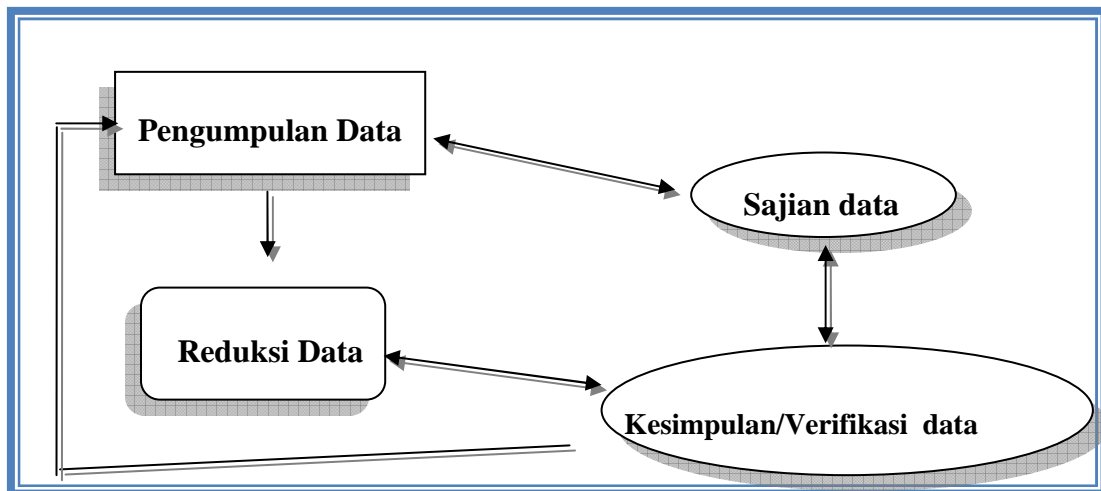 Pengumpulan Data
Sajian data
Reduksi Data
Kesimpulan/Verifikasi data